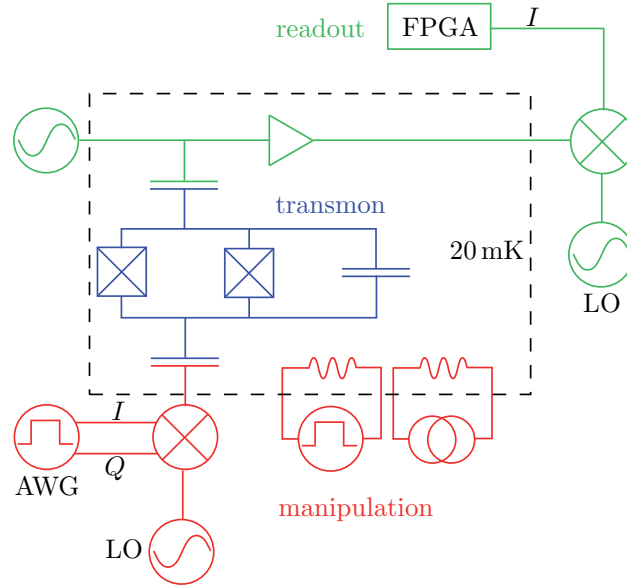 readout
FPGA
I
transmon
20 mK
LO
I
Q
AWG
manipulation
LO